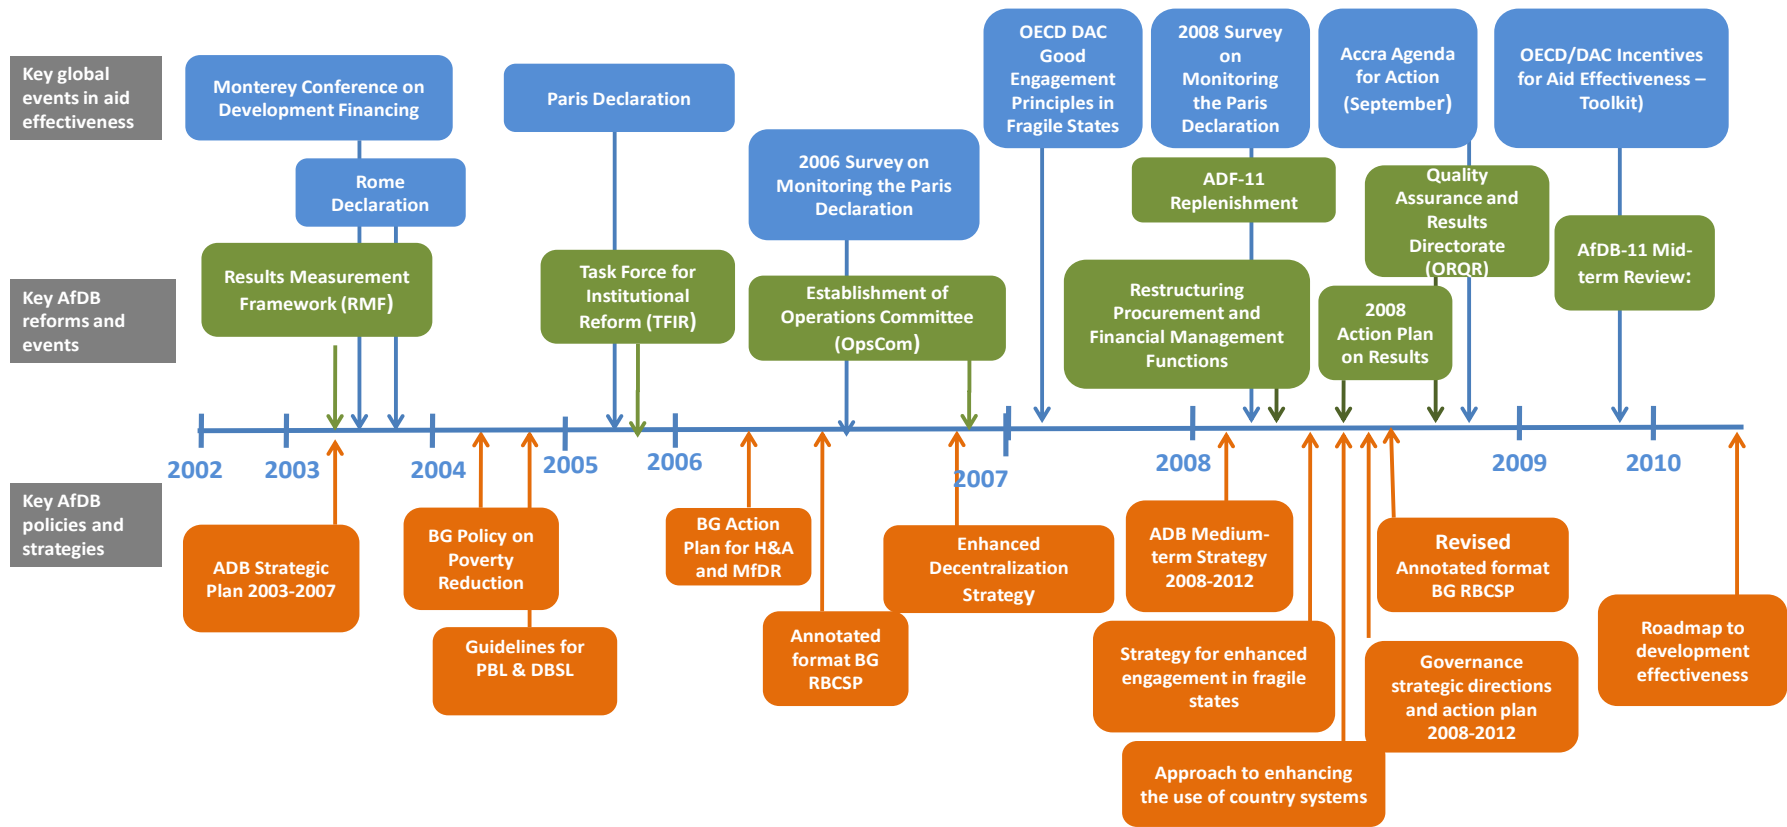 Key global
events in aid
effectiveness
Monterey Conference on
Development Financing
Rome
Declaration
Paris Declaration
2006 Survey on
Monitoring the Paris
Declaration
OECD DAC
Good
Engagement
Principles in
Fragile States
2008 Survey
on
Monitoring
the Paris
Declaration
Accra Agenda
for Action
(September)
OECD/DAC Incentives
for Aid Effectiveness –
Toolkit)
Key AfDB
reforms and
events
Results Measurement
Framework (RMF)
Task Force for
Institutional
Reform (TFIR)
Establishment of
Operations Committee
(OpsCom)
ADF-11
Replenishment
Restructuring
Procurement and
Financial Management
Functions
Quality
Assurance and
Results
Directorate
(ORQR)
2008
Action Plan
on Results
AfDB-11 Mid-
term Review:
2002
2003
2004
2005
2006
2007
2008
2009
2010
Key AfDB
policies and
strategies
ADB Strategic
Plan 2003-2007
BG Policy on
Poverty
Reduction
Guidelines for
PBL & DBSL
BG Action
Plan for H&A
and MfDR
Annotated
format BG
RBCSP
Enhanced
Decentralization
Strategy
ADB Medium-
term Strategy
2008-2012
Strategy for enhanced
engagement in fragile
states
Approach to enhancing
the use of country systems
Revised
Annotated format
BG RBCSP
Governance
strategic directions
and action plan
2008-2012
Roadmap to
development
effectiveness